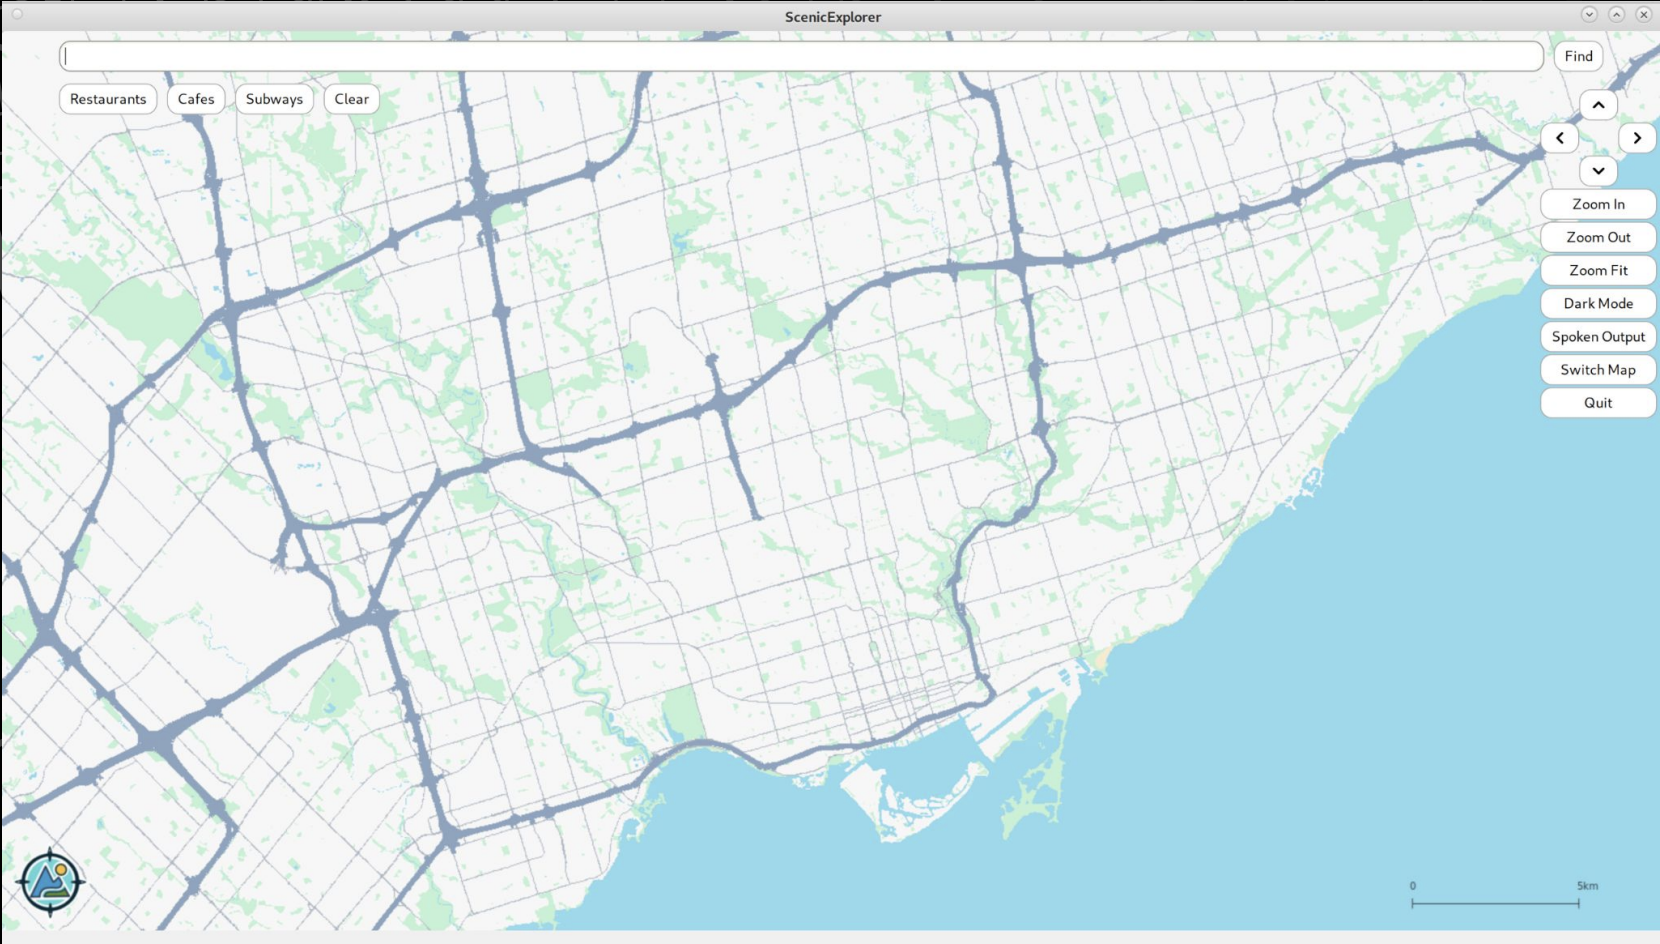 ScenicExplorer
Find
Restaurants Cafes Subways Clear
Zoom In
Zoom Out
Zoom Fit
Dark Mode
Spoken Output
Switch Map
Quit
0 5km